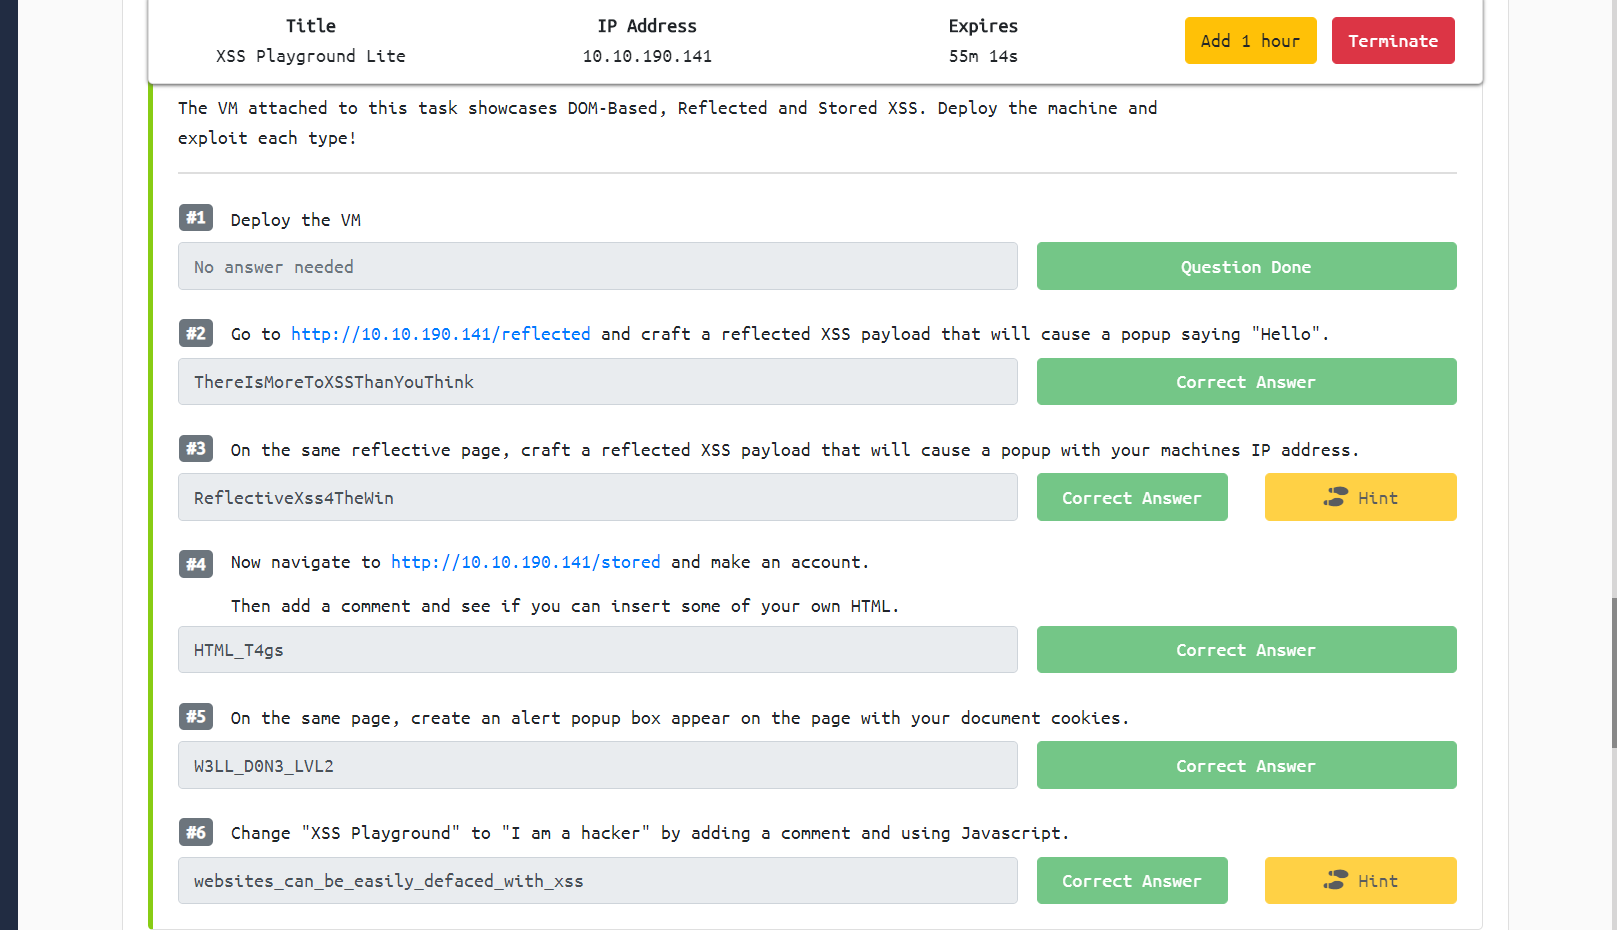 Title IP Address Expires
XSS Playground Lite 10.10.190.141 55m 14s Add 1 hour Terminate
The VM attached to this task showcases DOM-Based, Reflected and Stored XSS. Deploy the machine and
exploit each type!
#1 Deploy the VM
No answer needed Question Done
#2 Go to http://10.10.190.141/reflected and craft a reflected XSS payload that will cause a popup saying "Hello".
ThereIsMoreToXSSThanYouThink Correct Answer
#3 On the same reflective page, craft a reflected XSS payload that will cause a popup with your machines IP address.
ReflectiveXss4TheWin Correct Answer Hint
#4 Now navigate to http://10.10.190.141/stored and make an account.
Then add a comment and see if you can insert some of your own HTML.
HTML_T4gs Correct Answer
#5 On the same page, create an alert popup box appear on the page with your document cookies.
W3LL_D0N3_LVL2 Correct Answer
#6 Change "XSS Playground" to "I am a hacker" by adding a comment and using Javascript.
websites_can_be_easily_defaced_with_xss Correct Answer Hint